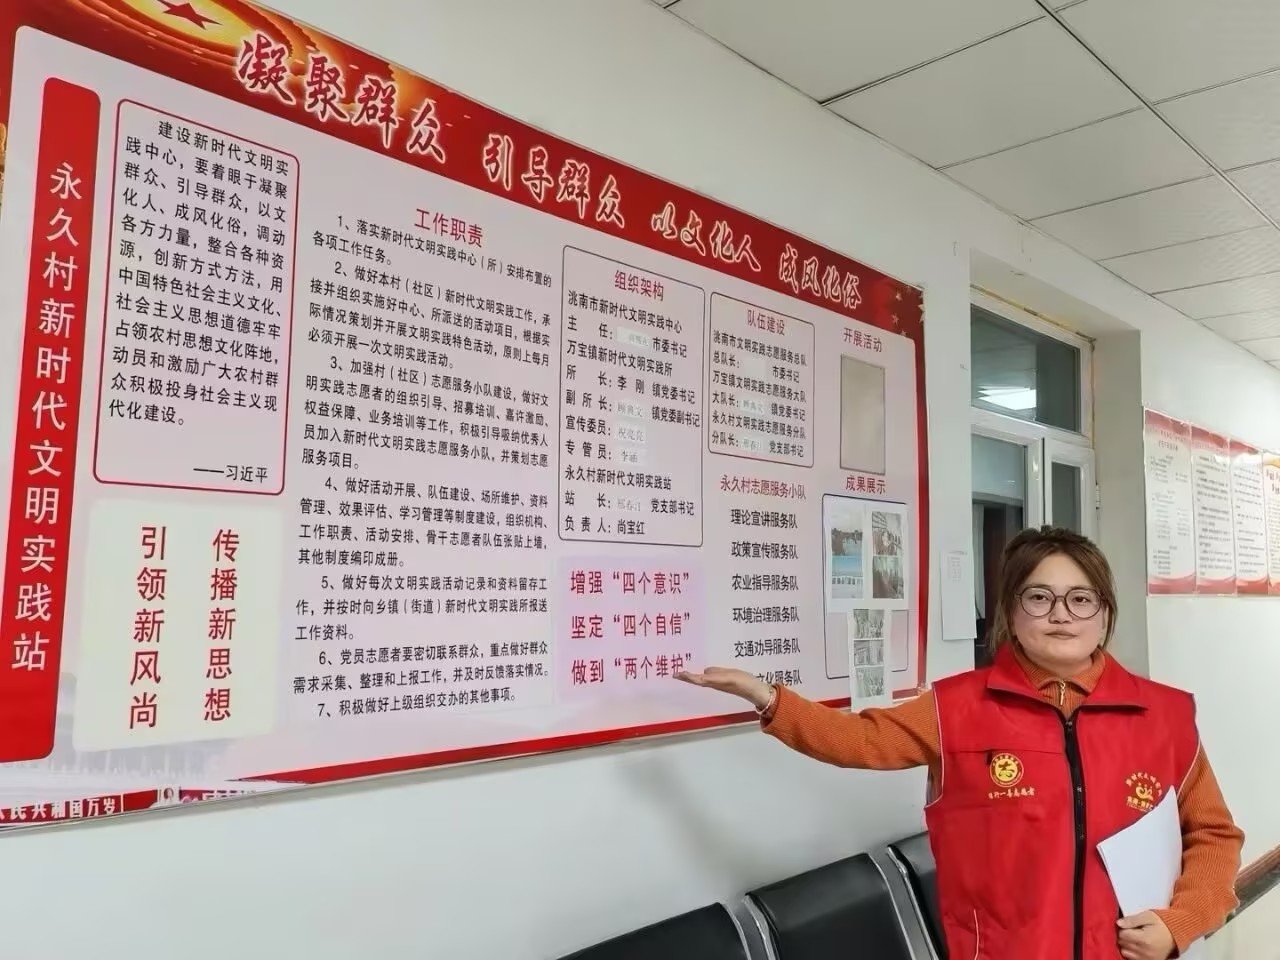 凝聚群众 引导群众 以文化人 成风化俗
永久村新时代文明实践站
建设新时代文明实
践中心，要着眼于凝聚
群众、引导群众，以文
化人、成风化俗，调动
各方力量，整合各种资
源，创新方式方法，用
中国特色社会主义文化、
社会主义思想道德牢牢
占领农村思想文化阵地，
动员和激励广大农村群
众积极投身社会主义现
代化建设。
——习近平
传播新思想
引领新风尚
工作职责
1、落实新时代文明实践中心（所）安排布置的
各项工作任务。
2、做好本村（社区）新时代文明实践工作，承
接并组织实施好中心、所派送的活动项目，根据实
际情况策划并开展文明实践特色活动，原则上每月
必须开展一次文明实践活动。
3、加强村（社区）志愿服务小队建设，做好文
明实践志愿者的组织引导、招募培训、嘉许激励、
权益保障、业务培训等工作，积极引导吸纳优秀人
员加入新时代文明实践志愿服务小队，并策划志愿
服务项目。
4、做好活动开展、队伍建设、场所维护、资料
管理、效果评估、学习管理等制度建设，组织机构、
工作职责、活动安排、骨干志愿者队伍张贴上墙，
其他制度编印成册。
5、做好每次文明实践活动记录和资料留存工
作，并按时向乡镇（街道）新时代文明实践所报送
工作资料。
6、党员志愿者要密切联系群众，重点做好群众
需求采集、整理和上报工作，并及时反馈落实情况。
7、积极做好上级组织交办的其他事项。
组织架构
洮南市新时代文明实践中心
主 任： 市委书记
万宝镇新时代文明实践所
所 长：李 刚 镇党委书记
副 所 长： 镇党委副书记
宣传委员：
专 管 员：李
永久村新时代文明实践站
站 长： 党支部书记
负 责 人：尚宝红
增强“四个意识”
坚定“四个自信”
做到“两个维护”
队伍建设
洮南市文明实践志愿服务总队
总队长： 市委书记
万宝镇文明实践志愿服务大队
大队长： 镇党委书记
永久村文明实践志愿服务分队
分队长： 党支部书记
永久村志愿服务小队
理论宣讲服务队
政策宣传服务队
农业指导服务队
环境治理服务队
交通劝导服务队
文化服务队
开展活动
成果展示
人民共和国万岁